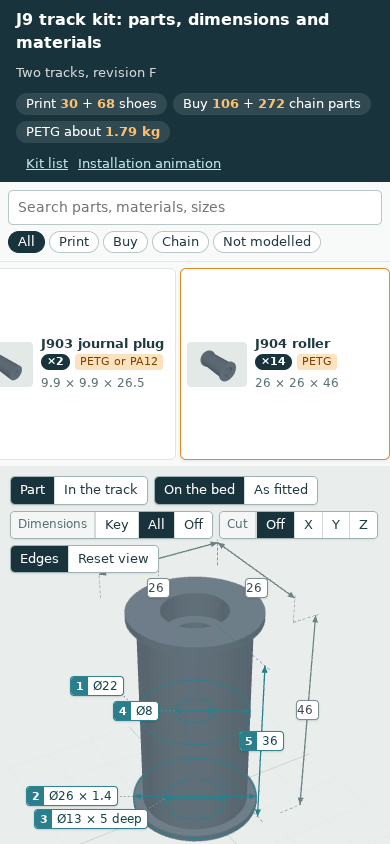 J9 track kit: parts, dimensions and
materials
Two tracks, revision F
Print 30 + 68 shoes
Buy 106 + 272 chain parts
PETG about 1.79 kg
Kit list
Installation animation
Search parts, materials, sizes
All
Print
Buy
Chain
Not modelled
J903 journal plug
×2
PETG or PA12
9.9 × 9.9 × 26.5
J904 roller
×14
PETG
26 × 26 × 46
Part
In the track
On the bed
As fitted
Dimensions
Key
All
Off
Cut
Off
X
Y
Z
Edges
Reset view
26
26
1 Ø22
4 Ø8
46
5 36
2 Ø26 × 1.4
3 Ø13 × 5 deep